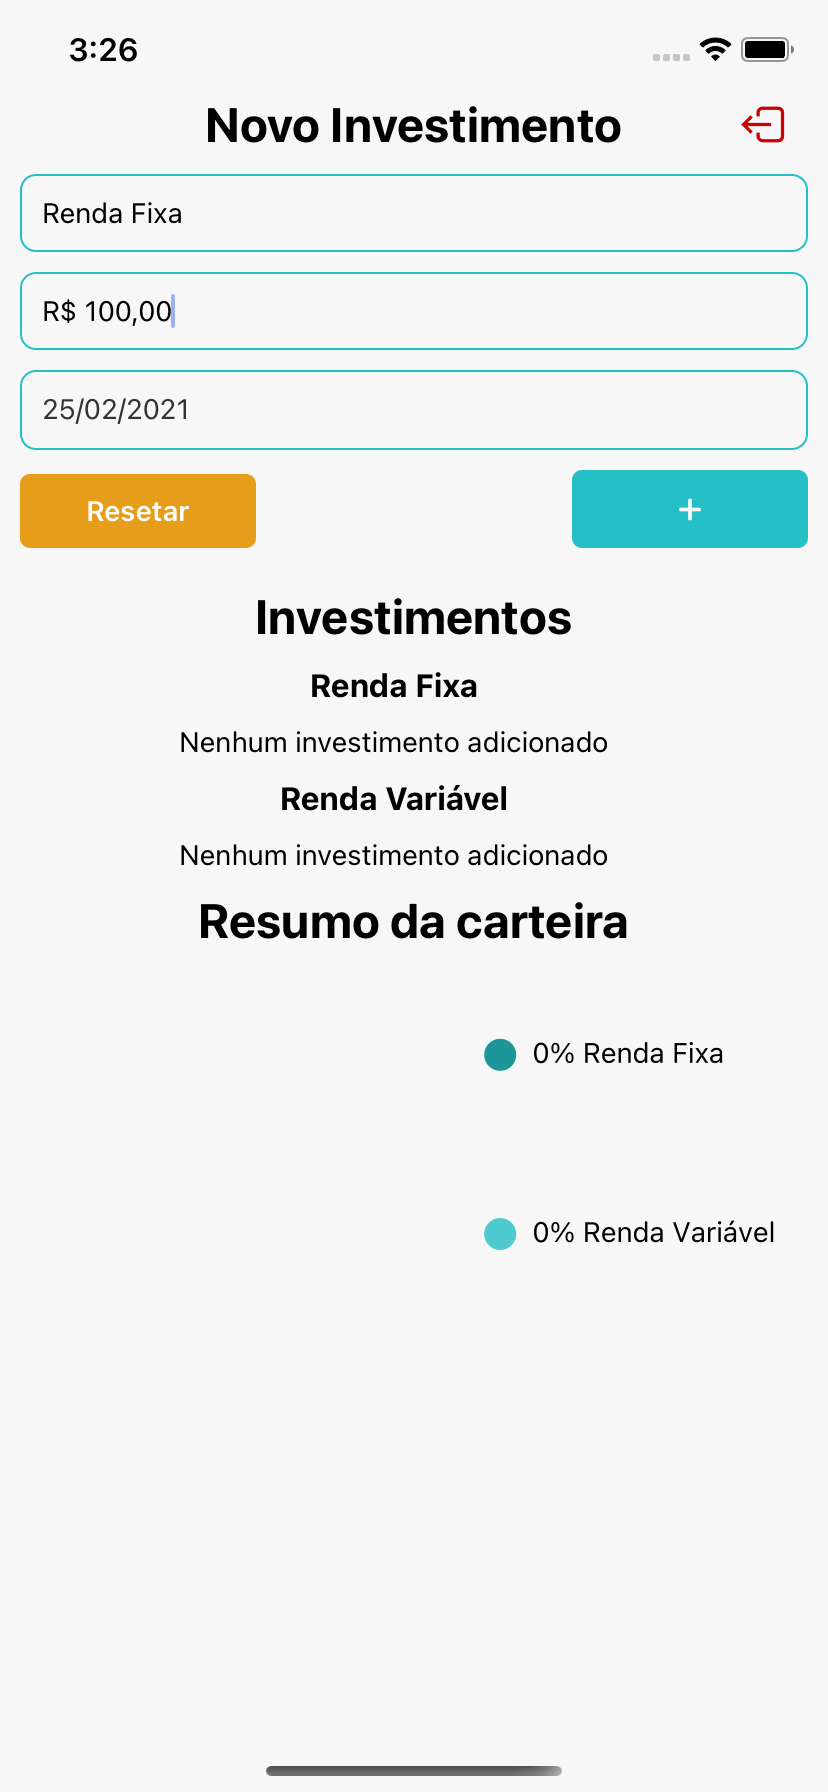 3:26
Novo Investimento
Renda Fixa
R$ 100,00
25/02/2021
Resetar
+
Investimentos
Renda Fixa
Nenhum investimento adicionado
Renda Variável
Nenhum investimento adicionado
Resumo da carteira
0% Renda Fixa
0% Renda Variável